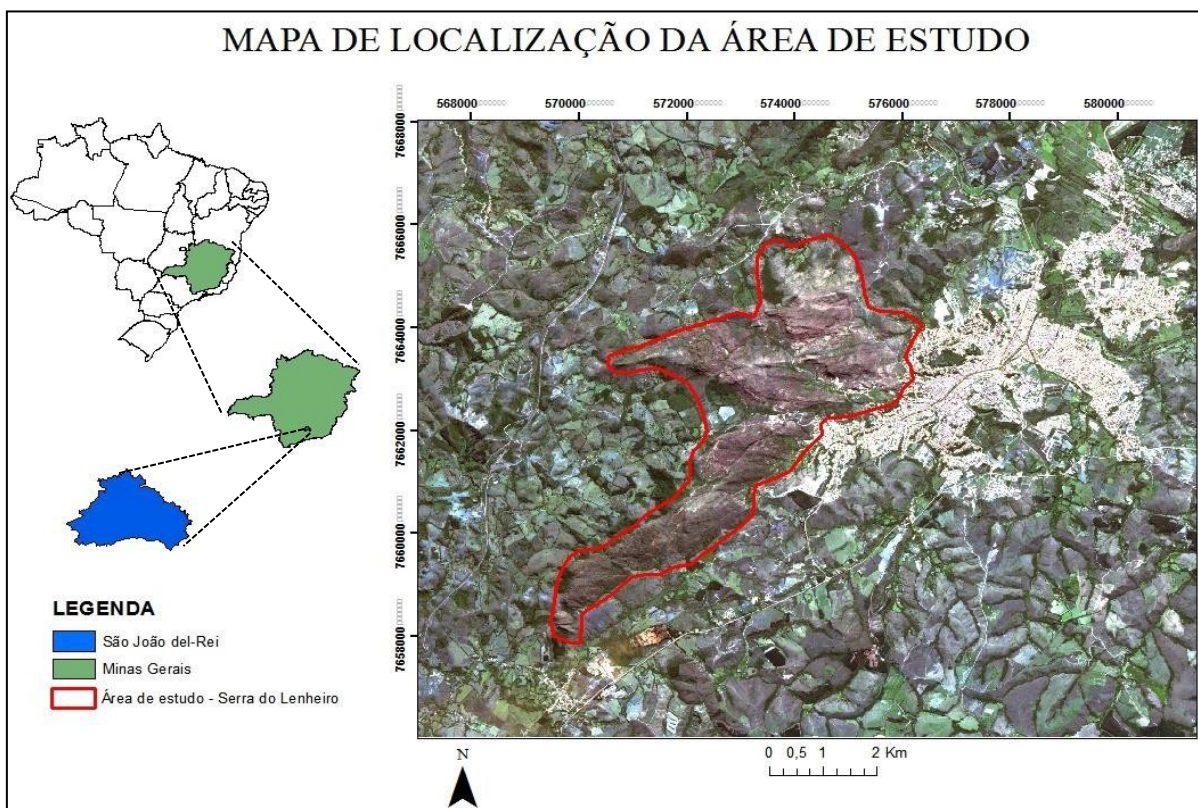 MAPA DE LOCALIZAÇÃO DA ÁREA DE ESTUDO
568000 570000 572000 574000 576000 578000 580000
7668000
7666000
7664000
7662000
7660000
7658000
LEGENDA
São João del-Rei
Minas Gerais
Área de estudo - Serra do Lenheiro
N
0 0,5 1 2 Km